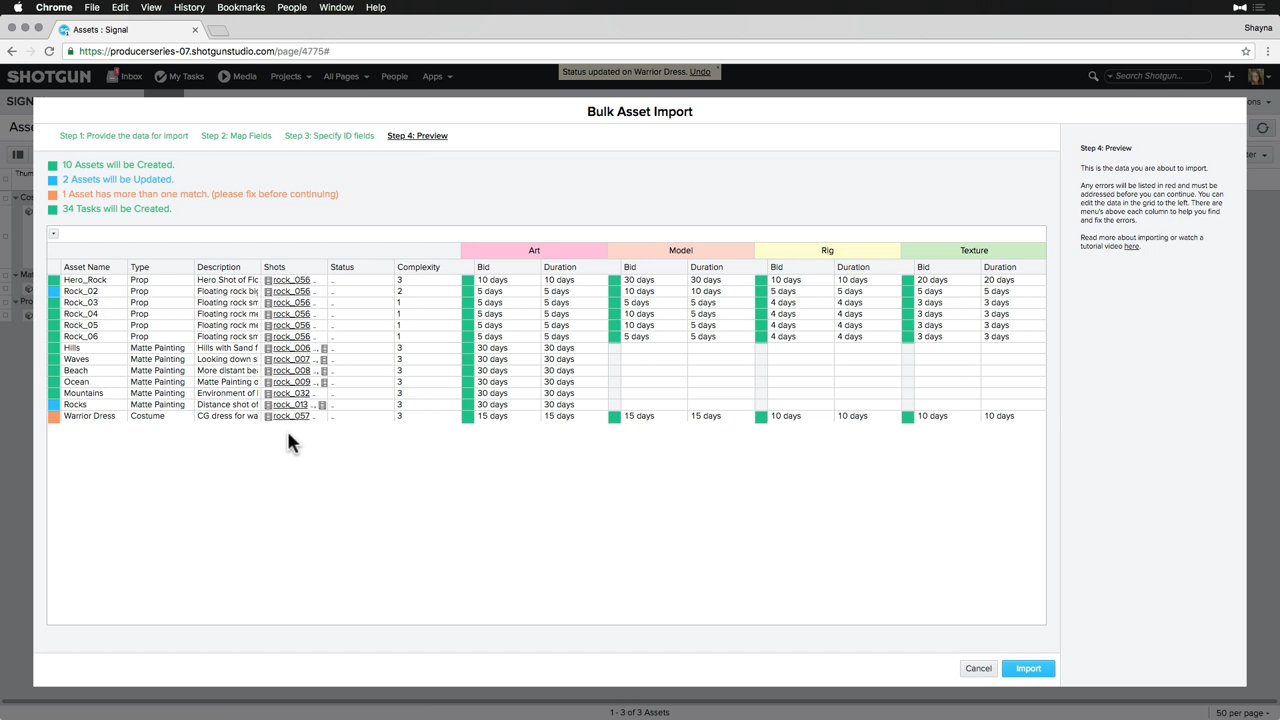 Chrome File Edit View History Bookmarks People Window Help
Assets : Signal
Shayna
https://producerseries-07.shotgunstudio.com/page/4775#
SHOTGUN Inbox My Tasks Media Projects All Pages People Apps
Status updated on Warrior Dress. Undo
Search Shotgun...
Bulk Asset Import
Step 1: Provide the data for import Step 2: Map Fields Step 3: Specify ID fields Step 4: Preview
10 Assets will be Created.
2 Assets will be Updated.
1 Asset has more than one match. (please fix before continuing)
34 Tasks will be Created.
Art Model Rig Texture
Asset Name Type Description Shots Status Complexity Bid Duration Bid Duration Bid Duration Bid Duration
Hero_Rock Prop Hero Shot of Flo rock_056 3 10 days 10 days 30 days 30 days 10 days 10 days 20 days 20 days
Rock_02 Prop Floating rock big rock_056 2 5 days 5 days 10 days 10 days 5 days 5 days 5 days 5 days
Rock_03 Prop Floating rock sm rock_056 1 5 days 5 days 5 days 5 days 4 days 4 days 3 days 3 days
Rock_04 Prop Floating rock me rock_056 1 5 days 5 days 10 days 5 days 4 days 4 days 3 days 3 days
Rock_05 Prop Floating rock me rock_056 1 5 days 5 days 10 days 5 days 4 days 4 days 3 days 3 days
Rock_06 Prop Floating rock sm rock_056 1 5 days 5 days 5 days 5 days 4 days 4 days 3 days 3 days
Hills Matte Painting Hills with Sand f rock_006 .., 3 30 days 30 days
Waves Matte Painting Looking down s rock_007 .., 3 30 days 30 days
Beach Matte Painting More distant be rock_008 .., 3 30 days 30 days
Ocean Matte Painting Matte Painting o rock_009 .., 3 30 days 30 days
Mountains Matte Painting Environment of rock_032 3 30 days 30 days
Rocks Matte Painting Distance shot of rock_013 .., 3 30 days 30 days
Warrior Dress Costume CG dress for wa rock_057 3 15 days 15 days 15 days 15 days 10 days 10 days 10 days 10 days
Step 4: Preview
This is the data you are about to import.
Any errors will be listed in red and must be
addressed before you can continue. You can
edit the data in the grid to the left. There are
menu's above each column to help you find
and fix the errors.
Read more about importing or watch a
tutorial video here.
Cancel Import
1 - 3 of 3 Assets
50 per page